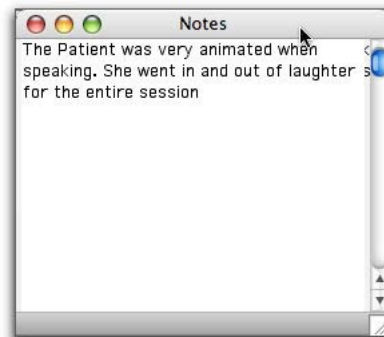 Notes
The Patient was very animated when
speaking. She went in and out of laughter
for the entire session